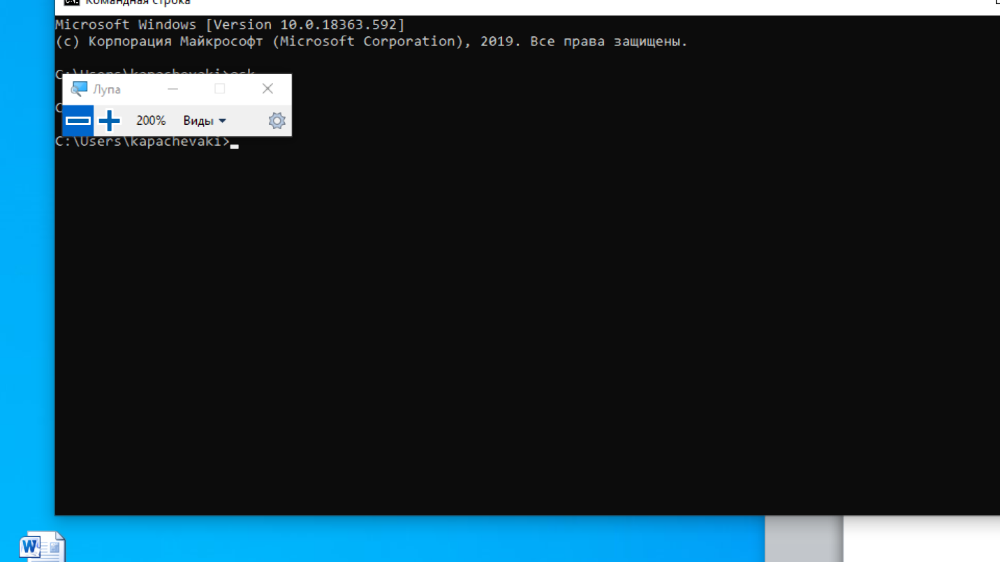 Командная строка
Microsoft Windows [Version 10.0.18363.592]
(c) Корпорация Майкрософт (Microsoft Corporation), 2019. Все права защищены.
C:\Users\kapachevaki>osk
Лупа
200% Виды
C:\Users\kapachevaki>
W